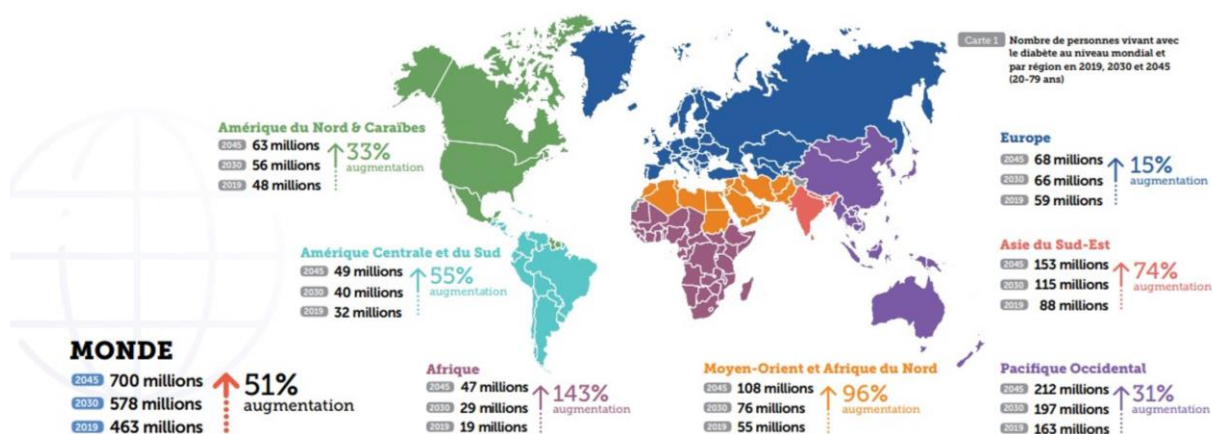 Carte 1 Nombre de personnes vivant avec
le diabète au niveau mondial et
par région en 2019, 2030 et 2045
(20-79 ans)
Amérique du Nord & Caraïbes
2045 63 millions
2030 56 millions
2019 48 millions
33%
augmentation
Europe
2045 68 millions
2030 66 millions
2019 59 millions
15%
augmentation
Amérique Centrale et du Sud
2045 49 millions
2030 40 millions
2019 32 millions
55%
augmentation
Asie du Sud-Est
2045 153 millions
2030 115 millions
2019 88 millions
74%
augmentation
MONDE
2045 700 millions
2030 578 millions
2019 463 millions
51%
augmentation
Afrique
2045 47 millions
2030 29 millions
2019 19 millions
143%
augmentation
Moyen-Orient et Afrique du Nord
2045 108 millions
2030 76 millions
2019 55 millions
96%
augmentation
Pacifique Occidental
2045 212 millions
2030 197 millions
2019 163 millions
31%
augmentation